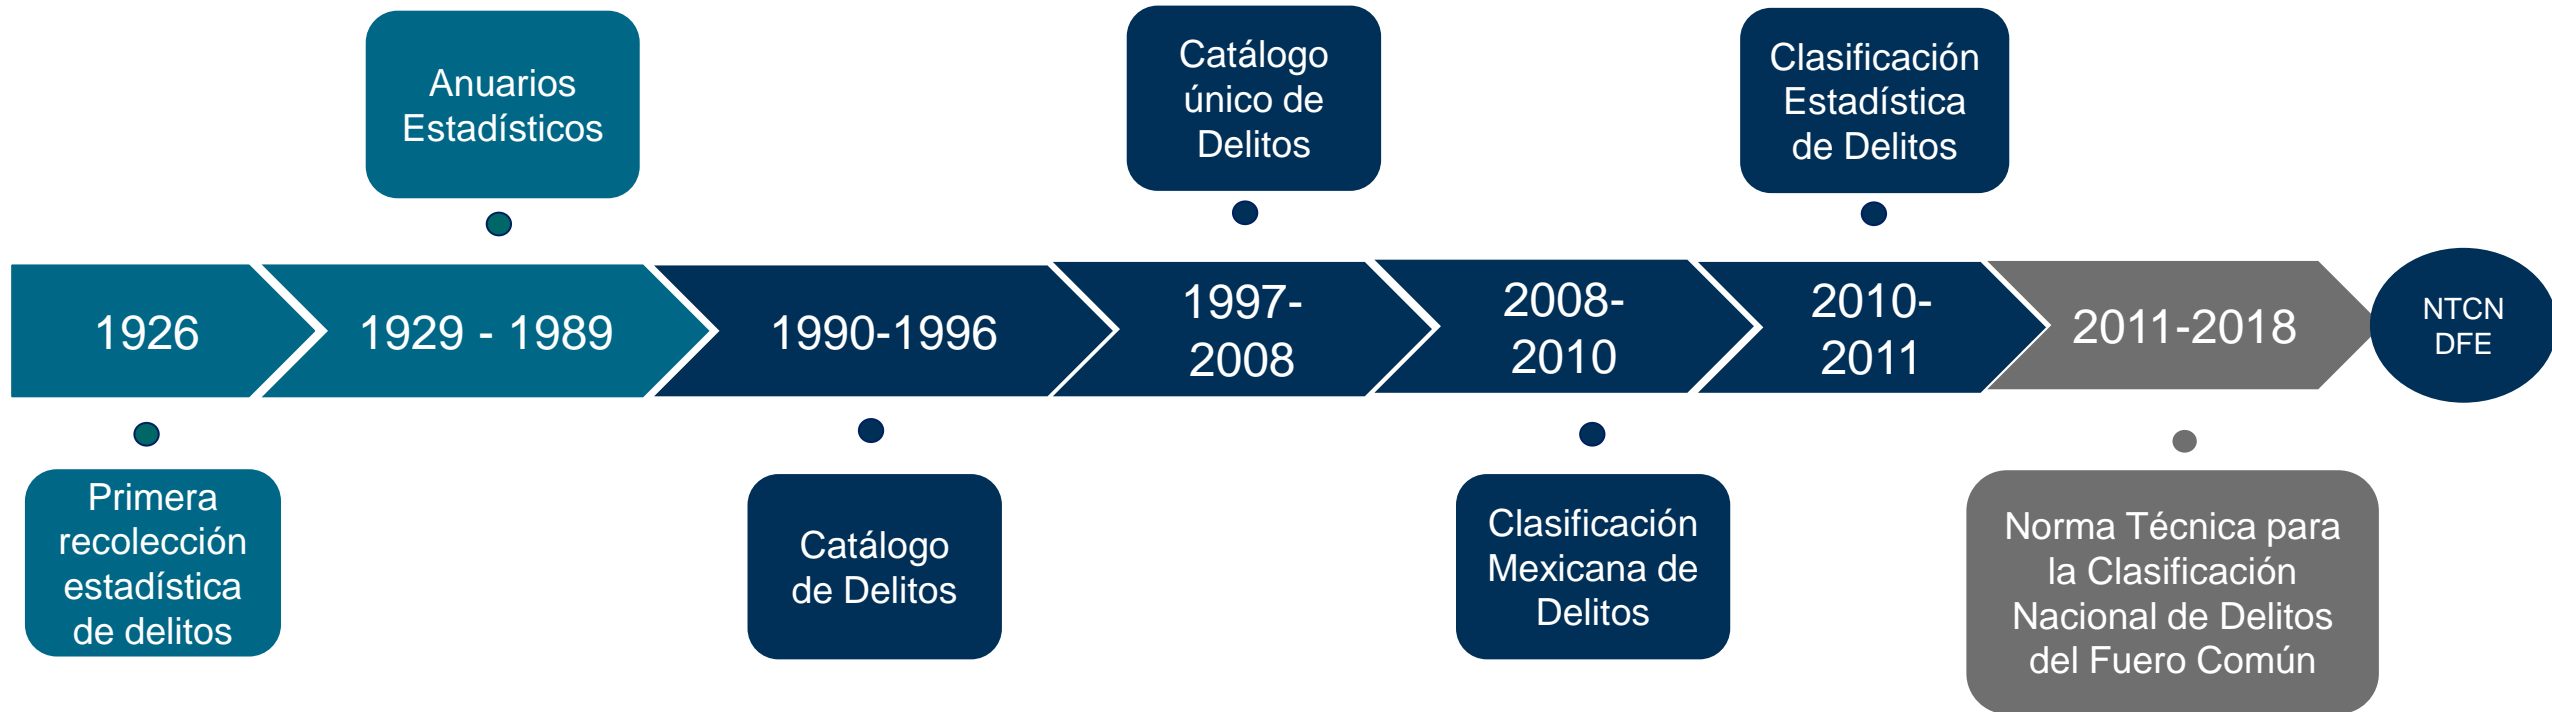 Anuarios
Estadísticos
Catálogo
único de
Delitos
Clasificación
Estadística
de Delitos
1926
1929 - 1989
1990-1996
1997-
2008
2008-
2010
2010-
2011
2011-2018
NTCN
DFE
Primera
recolección
estadística
de delitos
Catálogo
de Delitos
Clasificación
Mexicana de
Delitos
Norma Técnica para
la Clasificación
Nacional de Delitos
del Fuero Común